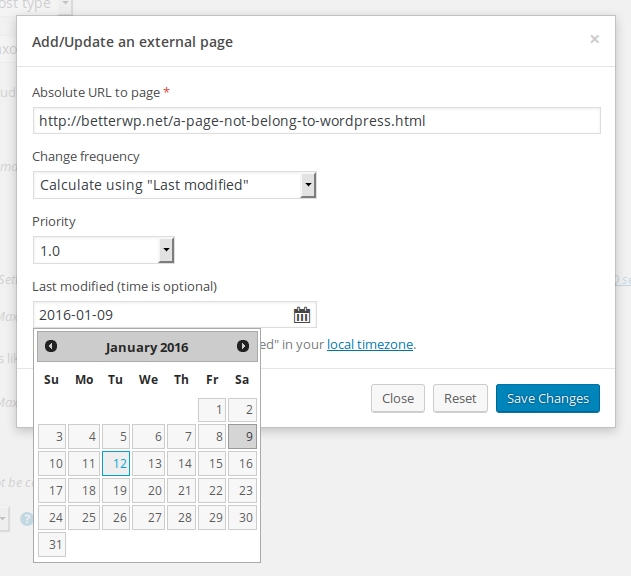 ost type
Add/Update an external page
×
Absolute URL to page *
http://betterwp.net/a-page-not-belong-to-wordpress.html
Change frequency
Calculate using "Last modified"
Priority
1.0
Last modified (time is optional)
2016-01-09
ed" in your local timezone.
January 2016
Su Mo Tu We Th Fr Sa
1 2
3 4 5 6 7 8 9
10 11 12 13 14 15 16
17 18 19 20 21 22 23
24 25 26 27 28 29 30
31
Close Reset Save Changes